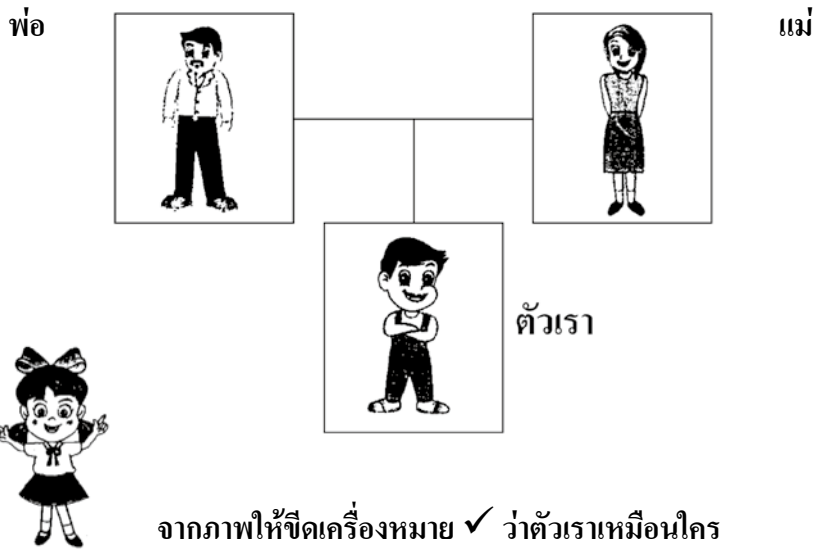 พ่อ
แม่
ตัวเรา
จากภาพให้ขีดเครื่องหมาย ✓ ว่าตัวเราเหมือนใคร